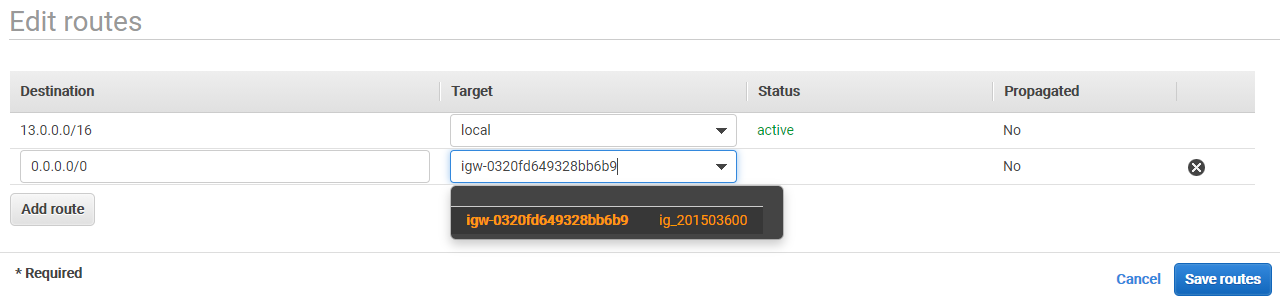 Edit routes
Destination Target Status Propagated
13.0.0.0/16 local active No
0.0.0.0/0 igw-0320fd649328bb6b9 No
Add route igw-0320fd649328bb6b9 ig_201503600
* Required Cancel Save routes